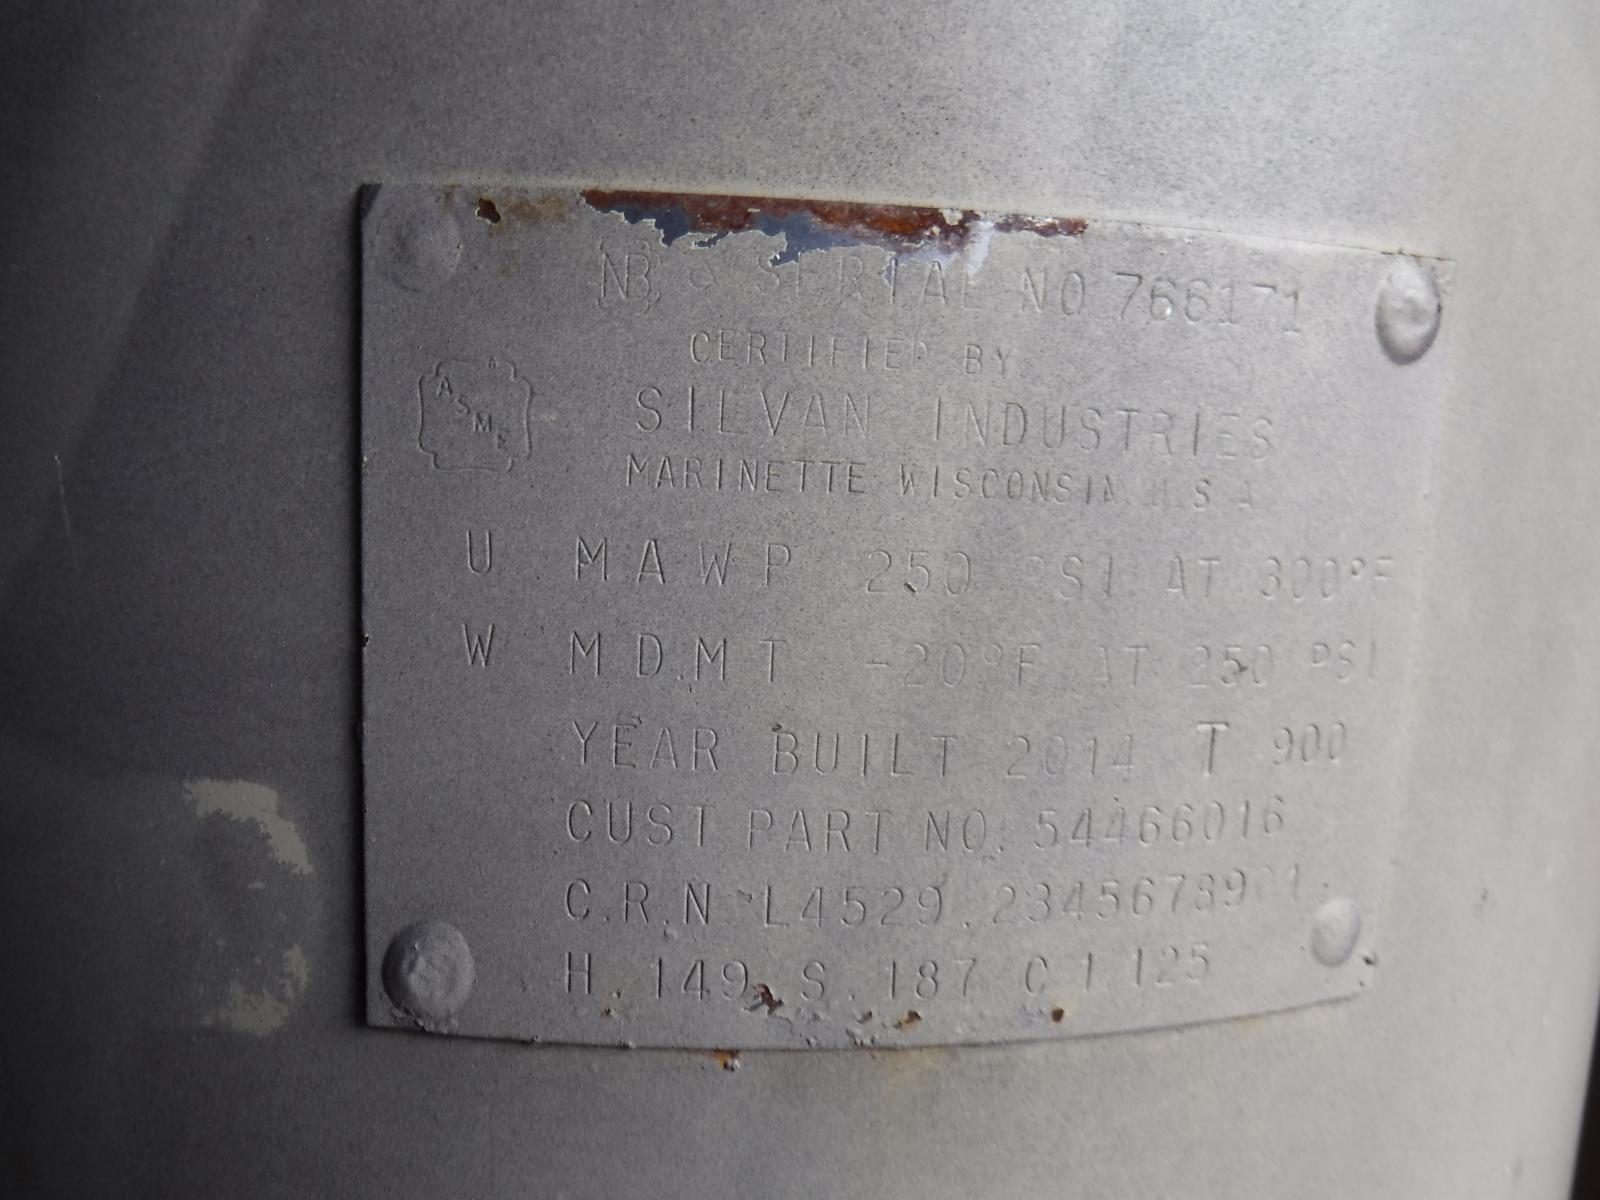 NB & SERIAL NO 766171
CERTIFIED BY
ASME
SILVAN INDUSTRIES
MARINETTE WISCONSIN, U.S.A
U MAWP 250 PSI AT 300°F
W MDMT -20°F AT 250 PSI
YEAR BUILT 2014 T 900
CUST PART NO. 54466016
C.R.N L4529.2345678901
H .149 S .187 C 1.125